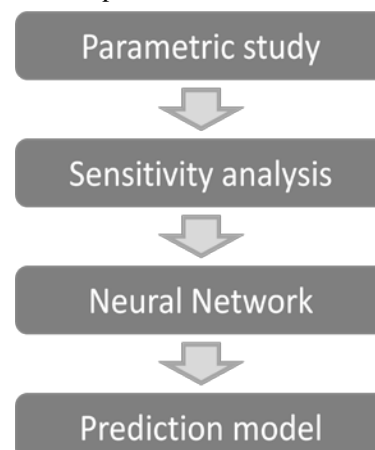 Parametric study
Sensitivity analysis
Neural Network
Prediction model